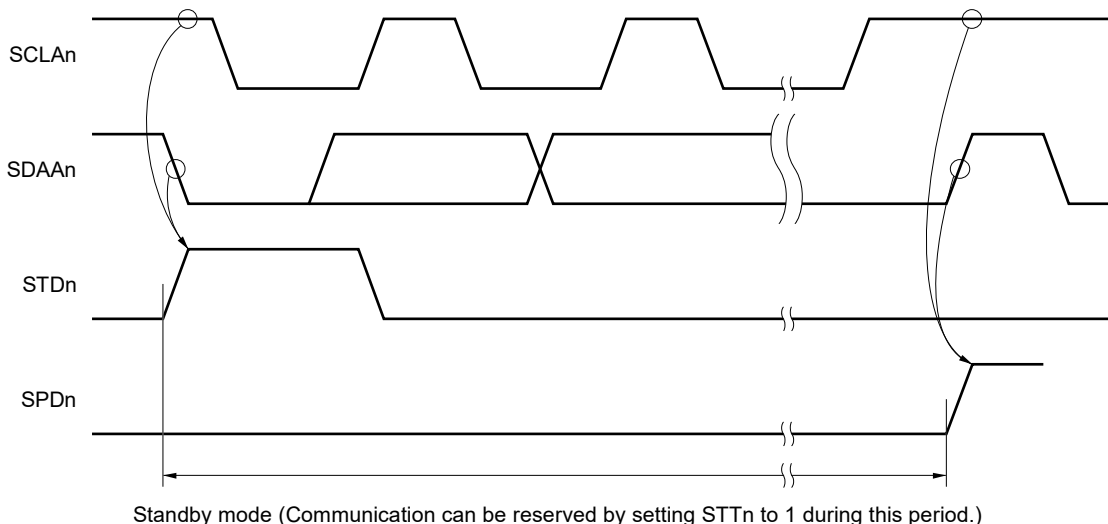 SCLAn
SDAAn
STDn
SPDn
Standby mode (Communication can be reserved by setting STTn to 1 during this period.)